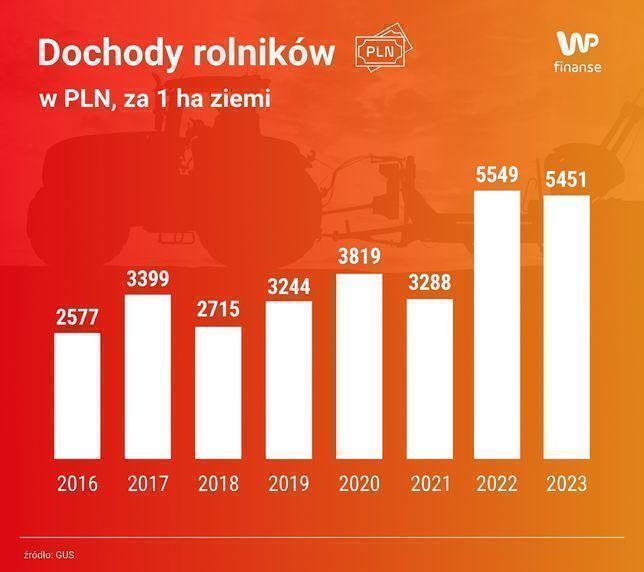 Dochody rolników
PLN
w PLN, za 1 ha ziemi
WP
finanse
2577
3399
2715
3244
3819
3288
5549
5451
2016
2017
2018
2019
2020
2021
2022
2023
źródło: GUS